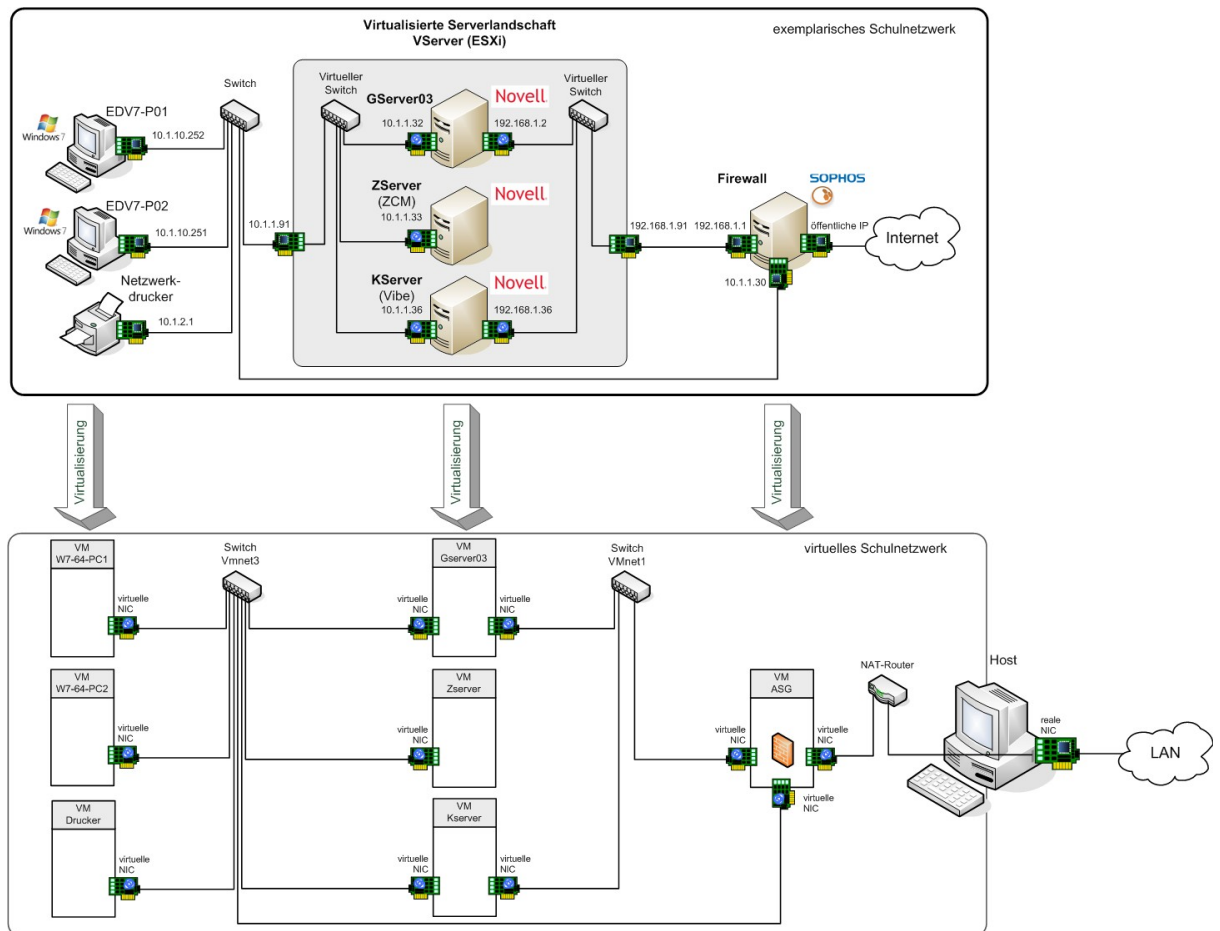 Virtualisierte Serverlandschaft
VServer (ESXi)
exemplarisches Schulnetzwerk
Switch
Virtueller
Switch
Virtueller
Switch
GServer03
Novell
10.1.1.32
192.168.1.2
EDV7-P01
Windows 7
10.1.10.252
EDV7-P02
Windows 7
10.1.10.251
Netzwerk-
drucker
10.1.2.1
10.1.1.91
ZServer
(ZCM)
Novell
10.1.1.33
KServer
(Vibe)
Novell
10.1.1.36
192.168.1.36
192.168.1.91
Firewall
SOPHOS
192.168.1.1
öffentliche IP
10.1.1.30
Internet
Virtualisierung
Virtualisierung
Virtualisierung
virtuelles Schulnetzwerk
VM
W7-64-PC1
virtuelle
NIC
Switch
Vmnet3
VM
Gserver03
virtuelle
NIC
virtuelle
NIC
Switch
VMnet1
VM
W7-64-PC2
virtuelle
NIC
VM
Zserver
virtuelle
NIC
VM
ASG
virtuelle
NIC
virtuelle
NIC
virtuelle
NIC
NAT-Router
Host
reale
NIC
LAN
VM
Drucker
virtuelle
NIC
VM
Kserver
virtuelle
NIC
virtuelle
NIC